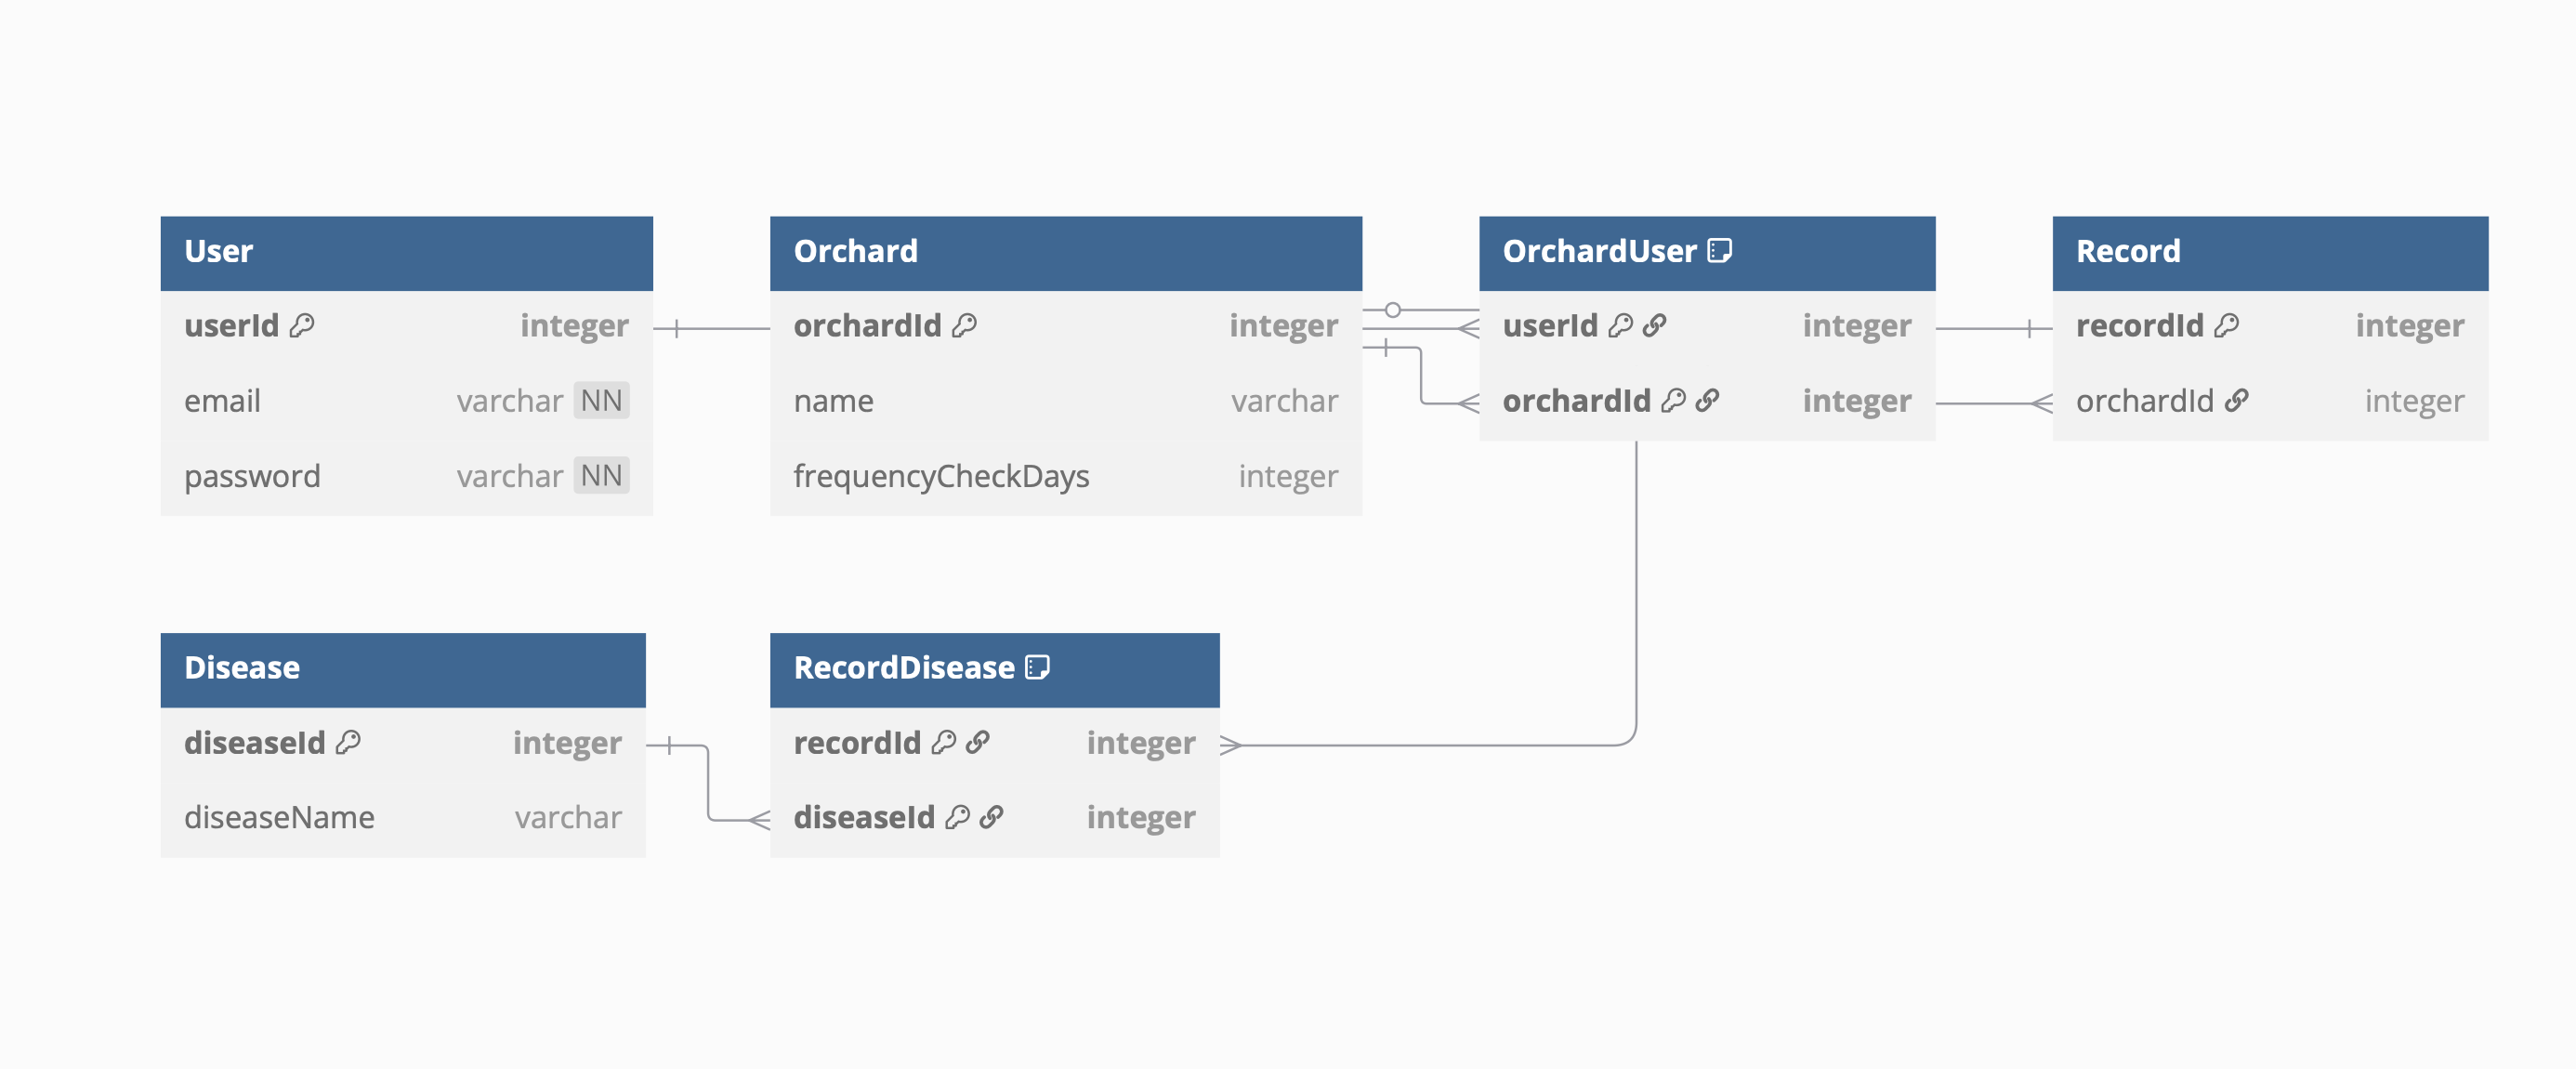 User
userId integer
email varchar NN
password varchar NN
Orchard
orchardId integer
name varchar
frequencyCheckDays integer
OrchardUser
userId integer
orchardId integer
Record
recordId integer
orchardId integer
Disease
diseaseId integer
diseaseName varchar
RecordDisease
recordId integer
diseaseId integer